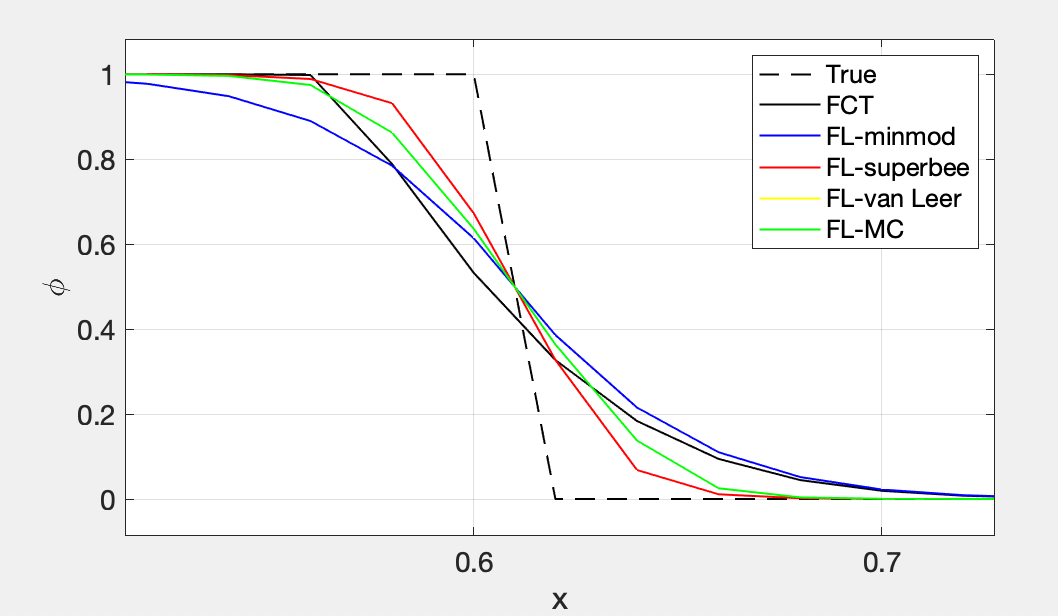 True
FCT
FL-minmod
FL-superbee
FL-van Leer
FL-MC
1
0.8
0.6
0.4
0.2
0
ϕ
0.6 0.7
x